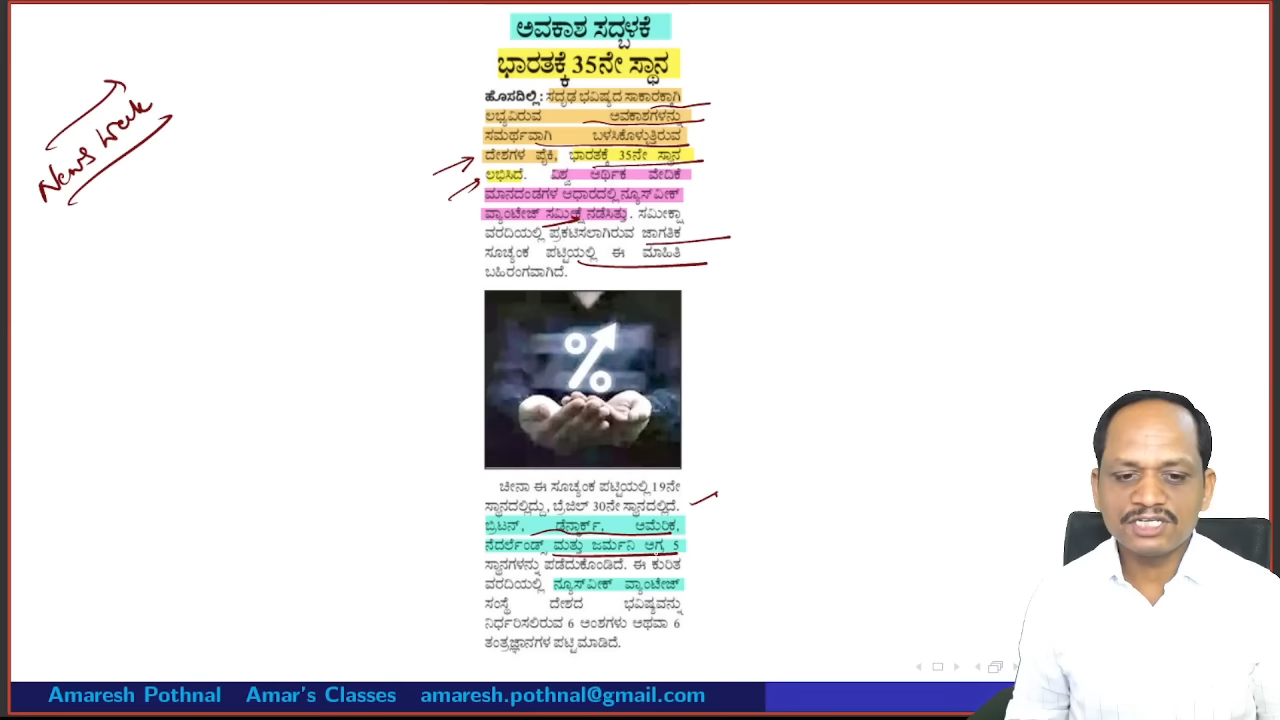 ಅವಕಾಶ ಸದ್ಬಳಕೆ
ಭಾರತಕ್ಕೆ 35ನೇ ಸ್ಥಾನ
ಹೊಸದಿಲ್ಲಿ: ಸದೃಢ ಭವಿಷ್ಯದ ಸಾಕಾರಕ್ಕಾಗಿ
ಲಭ್ಯವಿರುವ ಅವಕಾಶಗಳನ್ನು
ಸಮರ್ಥವಾಗಿ ಬಳಸಿಕೊಳ್ಳುತ್ತಿರುವ
ದೇಶಗಳ ಪೈಕಿ, ಭಾರತಕ್ಕೆ 35ನೇ ಸ್ಥಾನ
ಲಭಿಸಿದೆ. ವಿಶ್ವ ಆರ್ಥಿಕ ವೇದಿಕೆ
ಮಾನದಂಡಗಳ ಆಧಾರದಲ್ಲಿ ನ್ಯೂಸ್‌ವೀಕ್
ವ್ಯಾಂಟೇಜ್ ಸಮೀಕ್ಷೆ ನಡೆಸಿತ್ತು. ಸಮೀಕ್ಷಾ
ವರದಿಯಲ್ಲಿ ಪ್ರಕಟಿಸಲಾಗಿರುವ ಜಾಗತಿಕ
ಸೂಚ್ಯಂಕ ಪಟ್ಟಿಯಲ್ಲಿ ಈ ಮಾಹಿತಿ
ಬಹಿರಂಗವಾಗಿದೆ.
News Week
%
ಚೀನಾ ಈ ಸೂಚ್ಯಂಕ ಪಟ್ಟಿಯಲ್ಲಿ 19ನೇ
ಸ್ಥಾನದಲ್ಲಿದ್ದು, ಬ್ರೆಜಿಲ್ 30ನೇ ಸ್ಥಾನದಲ್ಲಿದೆ.
ಬ್ರಿಟನ್, ಡೆನ್ಮಾರ್ಕ್, ಅಮೆರಿಕ,
ನೆದರ್ಲೆಂಡ್ಸ್ ಮತ್ತು ಜರ್ಮನಿ ಅಗ್ರ 5
ಸ್ಥಾನಗಳನ್ನು ಪಡೆದುಕೊಂಡಿದೆ. ಈ ಕುರಿತ
ವರದಿಯಲ್ಲಿ ನ್ಯೂಸ್‌ವೀಕ್ ವ್ಯಾಂಟೇಜ್
ಸಂಸ್ಥೆ ದೇಶದ ಭವಿಷ್ಯವನ್ನು
ನಿರ್ಧರಿಸಲಿರುವ 6 ಅಂಶಗಳು ಅಥವಾ 6
ತಂತ್ರಜ್ಞಾನಗಳ ಪಟ್ಟಿ ಮಾಡಿದೆ.
Amaresh Pothnal Amar's Classes amaresh.pothnal@gmail.com